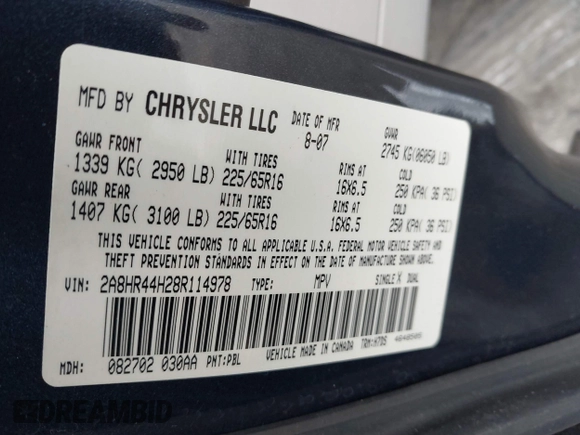 MFD BY CHRYSLER LLC DATE OF MFR 8-07 GVWR 2745 KG(06050 LB)
GAWR FRONT WITH TIRES RIMS AT COLD
1339 KG( 2950 LB) 225/65R16 16X6.5 250 KPA( 36 PSI)
GAWR REAR WITH TIRES RIMS AT COLD
1407 KG( 3100 LB) 225/65R16 16X6.5 250 KPA( 36 PSI)
THIS VEHICLE CONFORMS TO ALL APPLICABLE U.S.A. FEDERAL MOTOR VEHICLE SAFETY AND
THEFT PREVENTION STANDARDS IN EFFECT ON THE DATE OF MANUFACTURE SHOWN ABOVE.
VIN: 2A8HR44H28R114978 TYPE: MPV SINGLE X DUAL
VEHICLE MADE IN CANADA TRM:H7D5
MDH: 082702 030AA PNT:PBL
DREAMBID